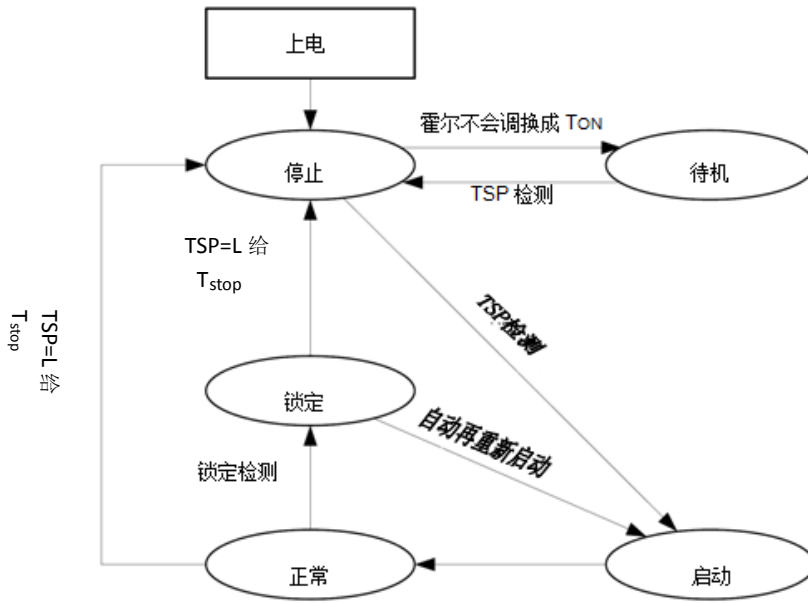 上电
霍尔不会调换成 TON
停止
待机
TSP 检测
TSP=L 给
Tstop
TSP=L 给
Tstop
TSP检测
锁定
自动再重新启动
锁定检测
正常
启动